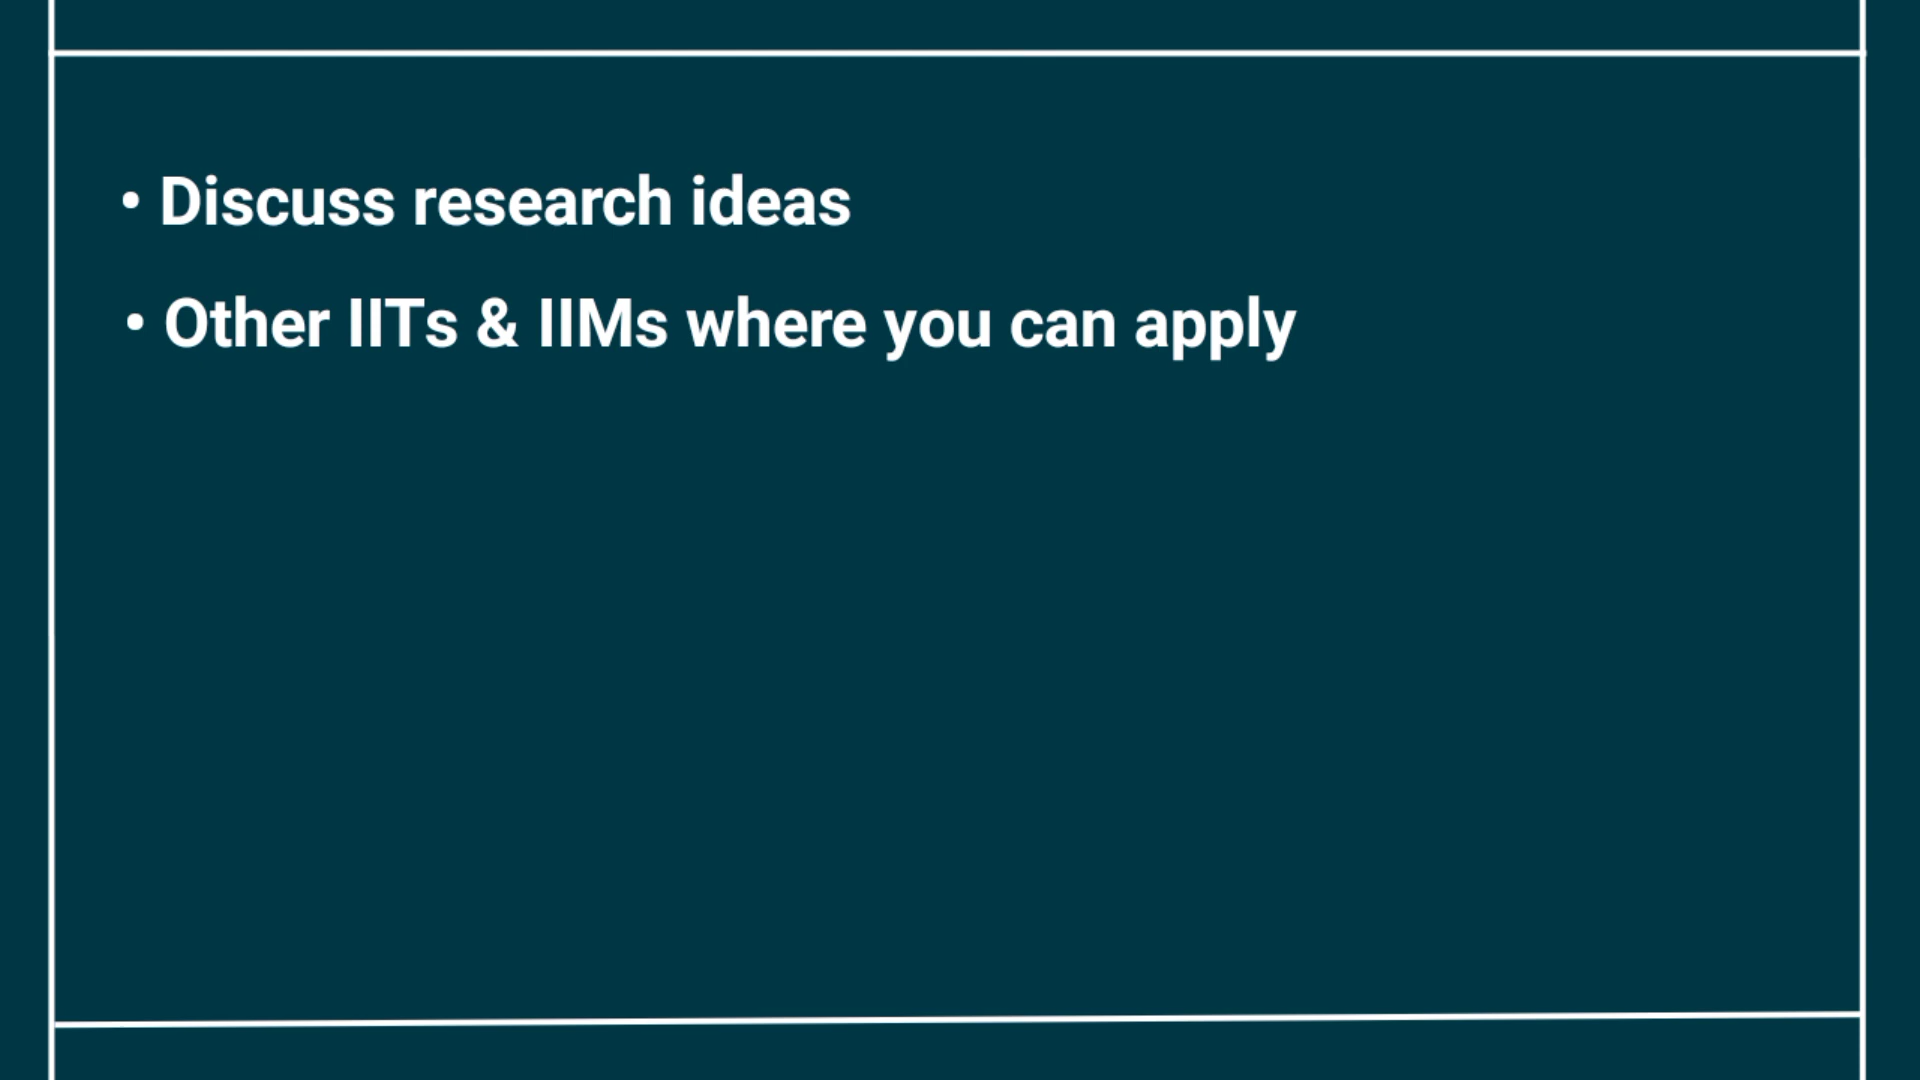 • Discuss research ideas
• Other IITs & IIMs where you can apply